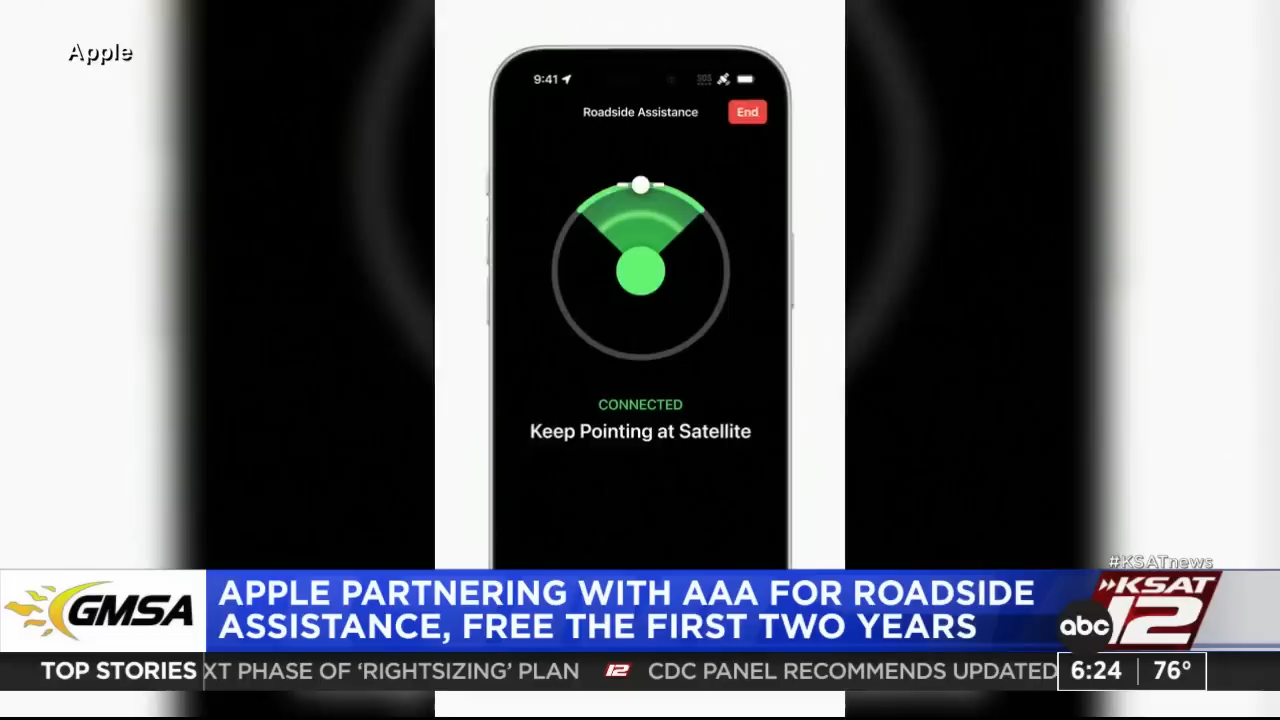 Apple
9:41
SOS
Roadside Assistance
End
CONNECTED
Keep Pointing at Satellite
#KSATnews
GMSA
APPLE PARTNERING WITH AAA FOR ROADSIDE
ASSISTANCE, FREE THE FIRST TWO YEARS
KSAT
abc 12
TOP STORIES XT PHASE OF ‘RIGHTSIZING’ PLAN 12 CDC PANEL RECOMMENDS UPDATED 6:24 76°